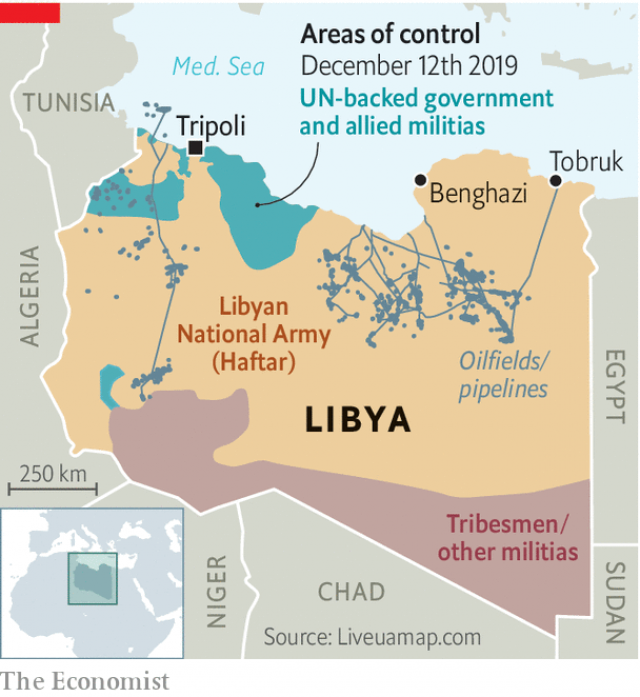 Areas of control
December 12th 2019
UN-backed government
and allied militias
Med. Sea
TUNISIA
Tripoli
Tobruk
Benghazi
ALGERIA
Libyan
National Army
(Haftar)
Oilfields/
pipelines
EGYPT
LIBYA
250 km
Tribesmen/
other militias
NIGER
CHAD
SUDAN
Source: Liveuamap.com
The Economist